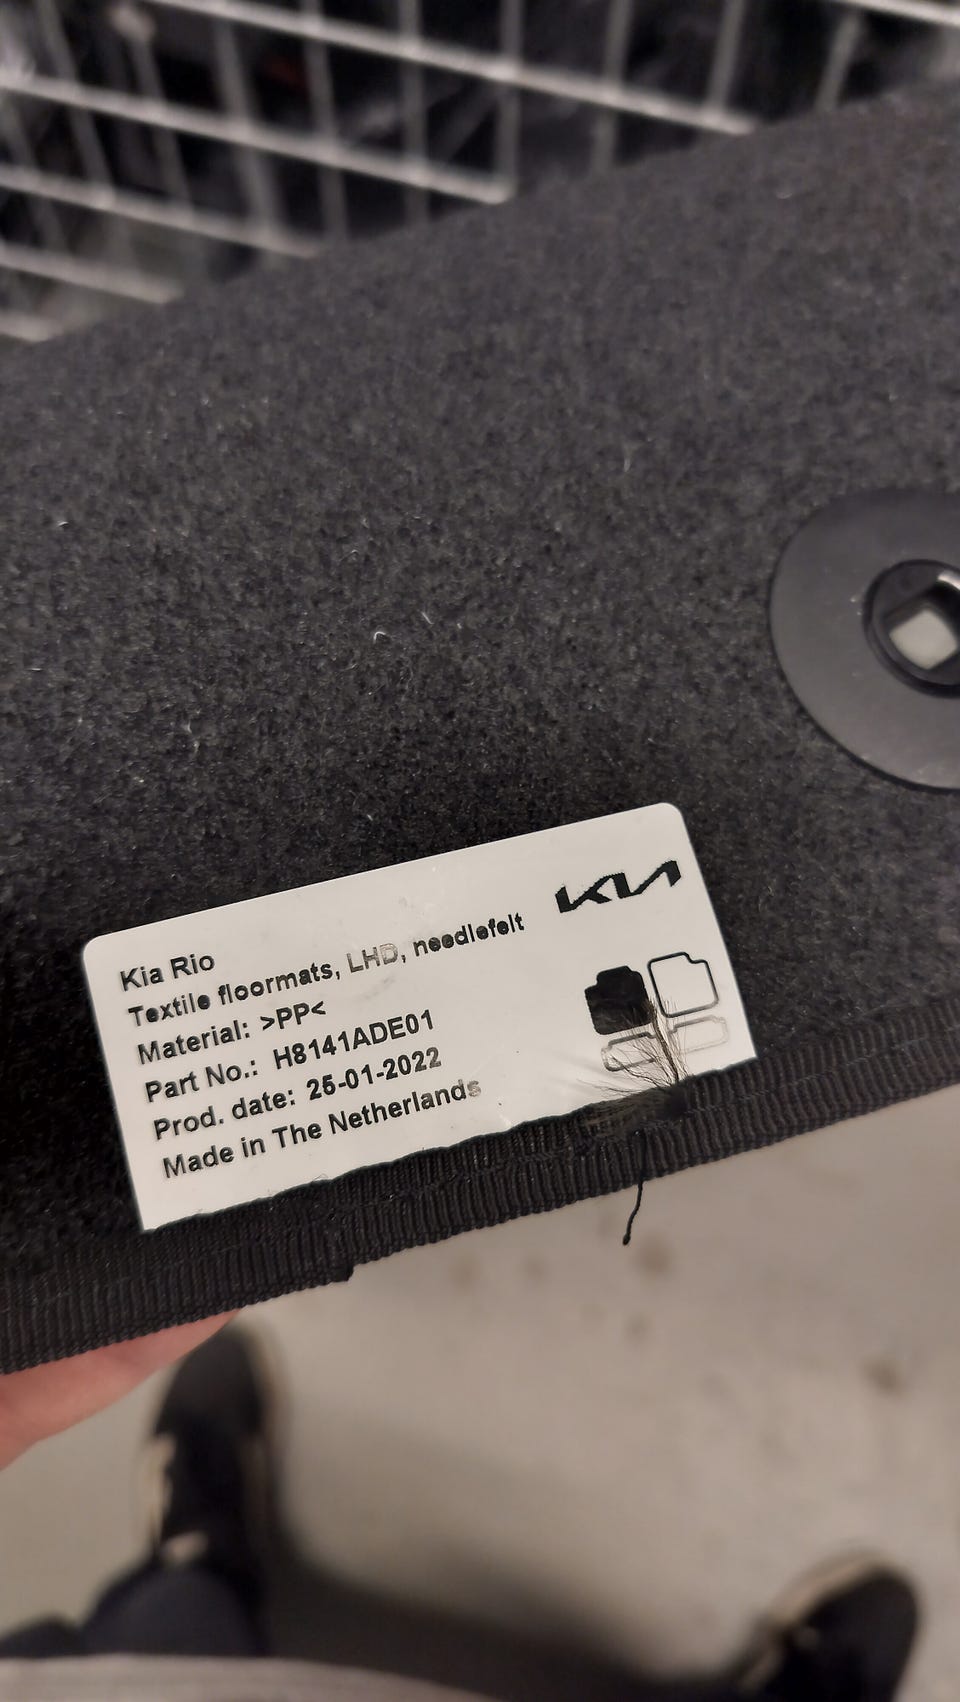 KIA
Kia Rio
Textile floormats, LHD, needlefelt
Material: >PP<
Part No.: H8141ADE01
Prod. date: 25-01-2022
Made in The Netherlands